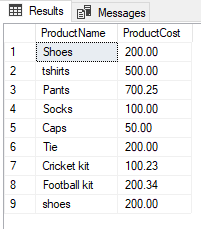 Results Messages
ProductName ProductCost
1 Shoes 200.00
2 tshirts 500.00
3 Pants 700.25
4 Socks 100.00
5 Caps 50.00
6 Tie 200.00
7 Cricket kit 100.23
8 Football kit 200.34
9 shoes 200.00